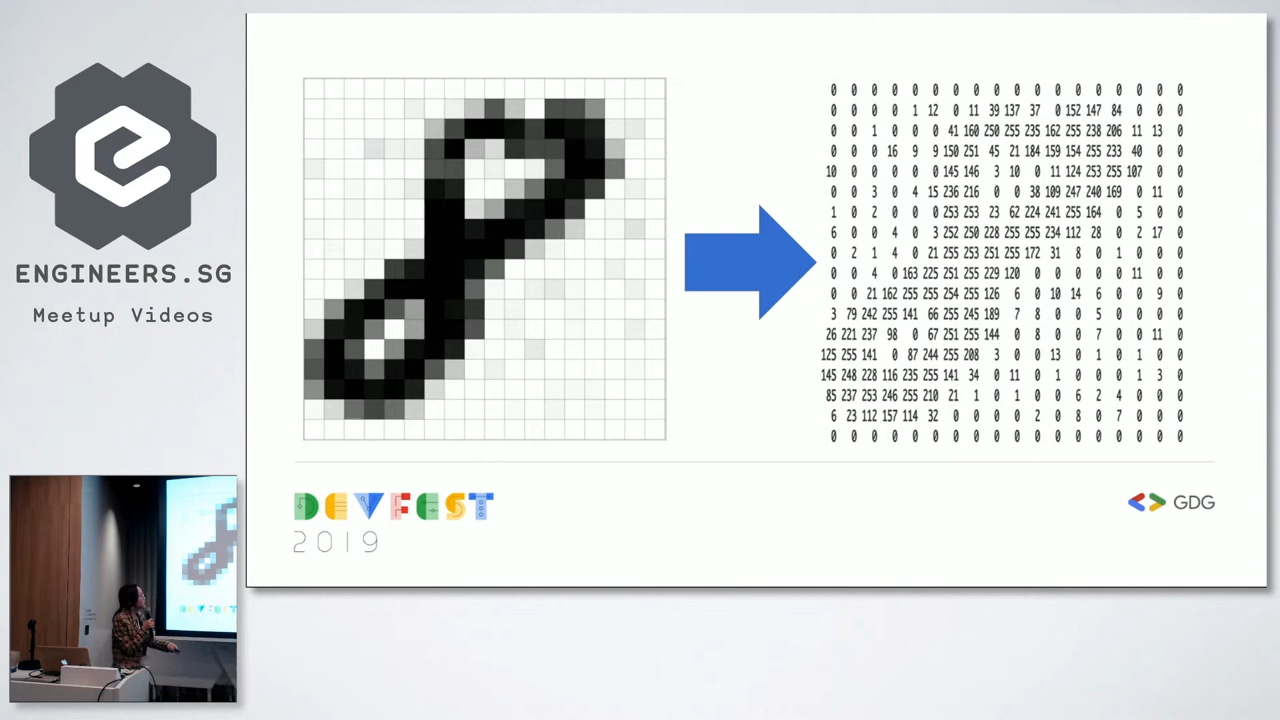 ENGINEERS.SG
Meetup Videos
0 0 0 0 0 0 0 0 0 0 0 0 0 0 0 0 0 0
0 0 0 0 1 12 0 11 39 137 37 0 152 147 84 0 0 0
0 0 1 0 0 0 41 160 250 255 235 162 255 238 206 11 13 0
0 0 0 16 9 9 150 251 45 21 184 159 154 255 233 40 0 0
10 0 0 0 0 0 145 146 3 10 0 11 124 253 255 107 0 0
0 0 3 0 4 15 236 216 0 0 38 109 247 240 169 0 11 0
1 0 2 0 0 0 253 253 23 62 224 241 255 164 0 5 0 0
6 0 0 4 0 3 252 250 228 255 255 234 112 28 0 2 17 0
0 2 1 4 0 21 255 253 251 255 172 31 8 0 1 0 0 0
0 0 4 0 163 225 251 255 229 120 0 0 0 0 0 11 0 0
0 0 21 162 255 255 254 255 126 6 0 10 14 6 0 0 9 0
3 79 242 255 141 66 255 245 189 7 8 0 0 5 0 0 0 0
26 221 237 98 0 67 251 255 144 0 8 0 0 7 0 0 11 0
125 255 141 0 87 244 255 208 3 0 0 13 0 1 0 1 0 0
145 248 228 116 235 255 141 34 0 11 0 1 0 0 0 1 3 0
85 237 253 246 255 210 21 1 0 1 0 0 6 2 4 0 0 0
6 23 112 157 114 32 0 0 0 0 2 0 8 0 7 0 0 0
0 0 0 0 0 0 0 0 0 0 0 0 0 0 0 0 0 0
DEVFEST
2019
GDG